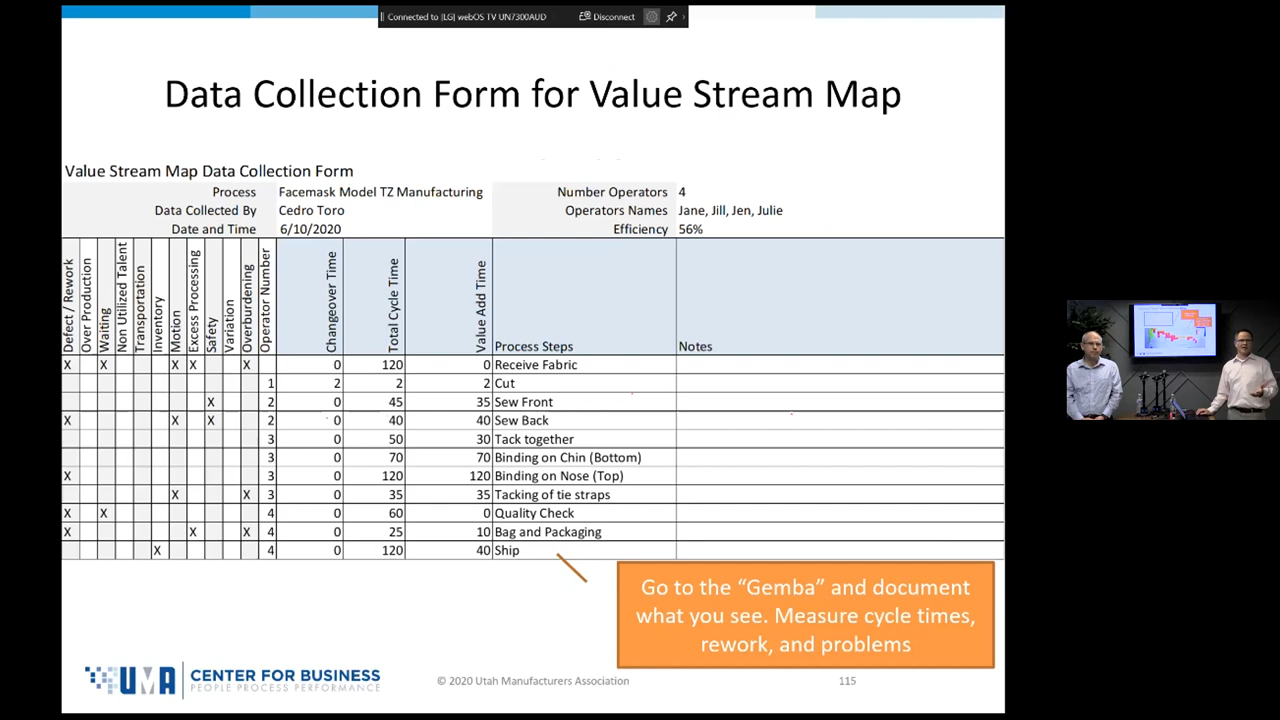 Connected to [LG] webOS TV UN7300AUD Disconnect
Data Collection Form for Value Stream Map
Value Stream Map Data Collection Form
Process Facemask Model TZ Manufacturing Number Operators 4
Data Collected By Cedro Toro Operators Names Jane, Jill, Jen, Julie
Date and Time 6/10/2020 Efficiency 56%
Defect / Rework Over Production Waiting Non Utilized Talent Transportation Inventory Motion Excess Processing Safety Variation Overburdening Operator Number Changeover Time Total Cycle Time Value Add Time Process Steps Notes
X X X X X 0 120 0 Receive Fabric
1 2 2 2 Cut
X 2 0 45 35 Sew Front
X X X 2 0 40 40 Sew Back
3 0 50 30 Tack together
3 0 70 70 Binding on Chin (Bottom)
X 3 0 120 120 Binding on Nose (Top)
X X 3 0 35 35 Tacking of tie straps
X X 4 0 60 0 Quality Check
X X X 4 0 25 10 Bag and Packaging
X 4 0 120 40 Ship
Go to the “Gemba” and document
what you see. Measure cycle times,
rework, and problems
UMA CENTER FOR BUSINESS
PEOPLE PROCESS PERFORMANCE
© 2020 Utah Manufacturers Association
115